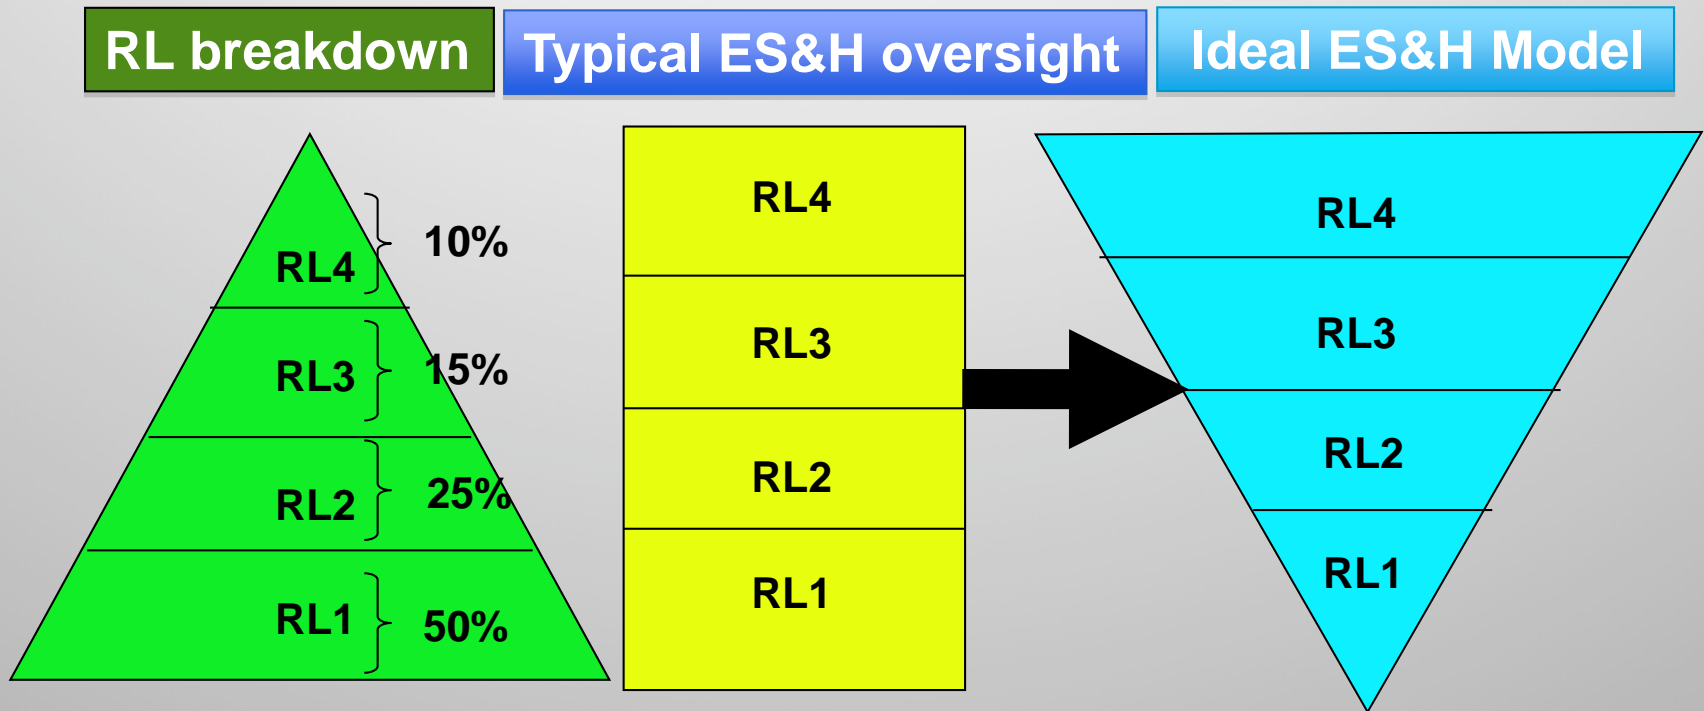 RL breakdown
Typical ES&H oversight
Ideal ES&H Model
RL4
10%
RL3
15%
RL2
25%
RL1
50%
RL4
RL3
RL2
RL1
RL4
RL3
RL2
RL1